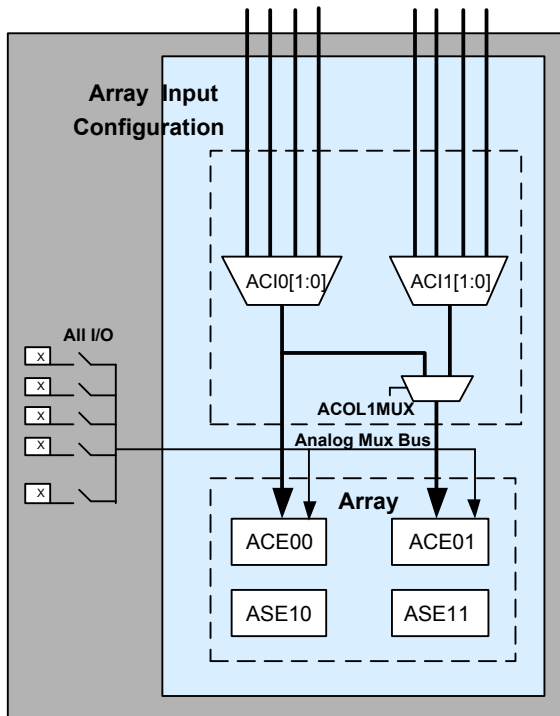 Array Input
Configuration
ACI0[1:0]
ACI1[1:0]
All I/O
X
X
X
X
X
ACOL1MUX
Analog Mux Bus
Array
ACE00
ACE01
ASE10
ASE11